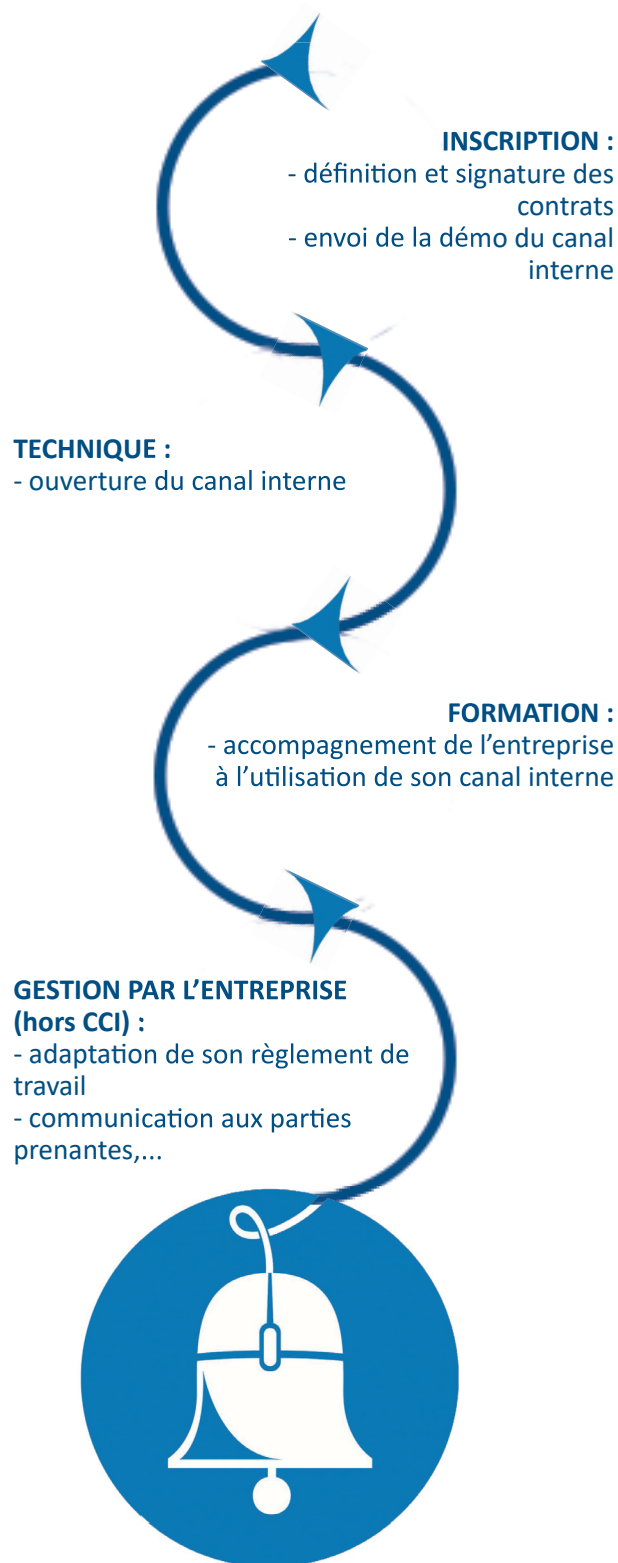 INSCRIPTION :
- définition et signature des
contrats
- envoi de la démo du canal
interne
TECHNIQUE :
- ouverture du canal interne
FORMATION :
- accompagnement de l’entreprise
à l’utilisation de son canal interne
GESTION PAR L’ENTREPRISE
(hors CCI) :
- adaptation de son règlement de
travail
- communication aux parties
prenantes,...